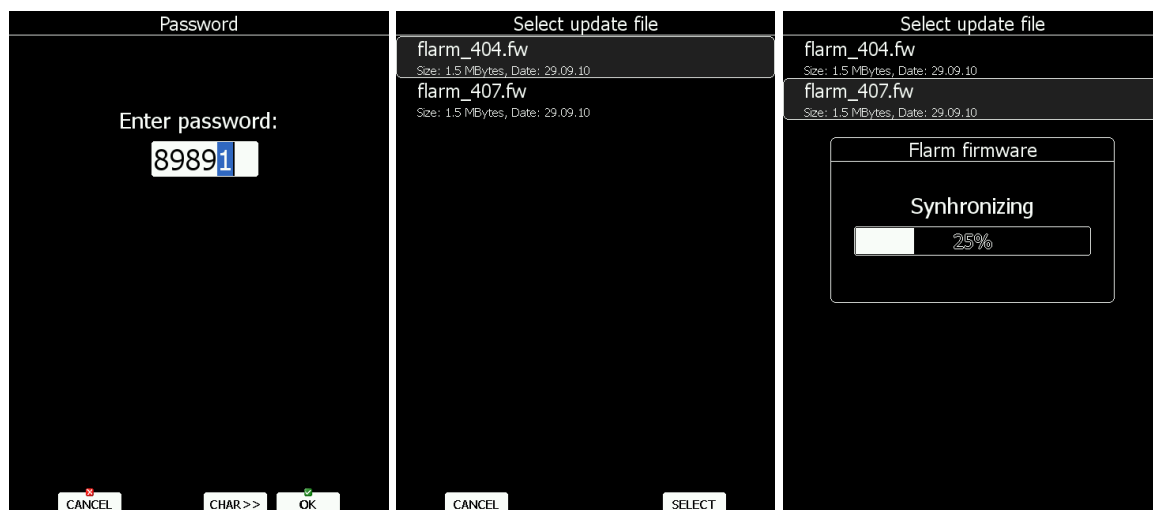 Password
Enter password:
89891
CANCEL
CHAR>>
OK
Select update file
flarm_404.fw
Size: 1.5 MBytes, Date: 29.09.10
flarm_407.fw
Size: 1.5 MBytes, Date: 29.09.10
CANCEL
SELECT
Select update file
flarm_404.fw
Size: 1.5 MBytes, Date: 29.09.10
flarm_407.fw
Size: 1.5 MBytes, Date: 29.09.10
Flarm firmware
Synhronizing
25%